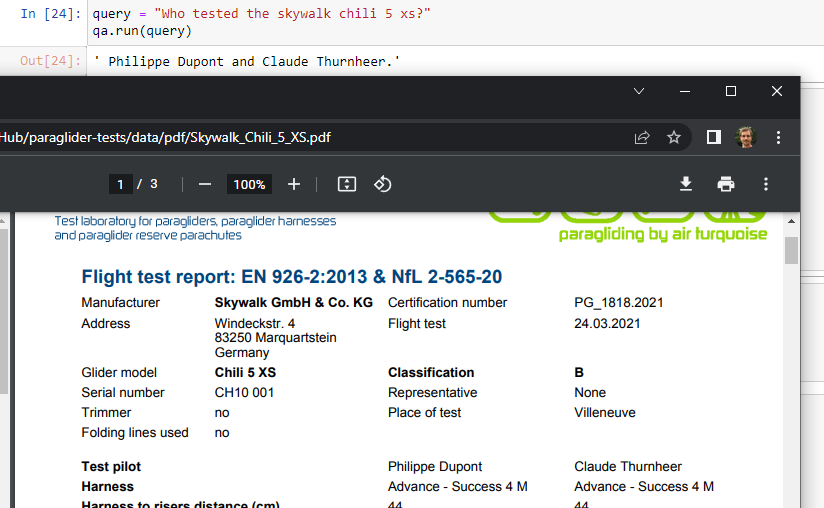 In [24]: query = "Who tested the skywalk chili 5 xs?"
qa.run(query)
Out[24]: ' Philippe Dupont and Claude Thurnheer.'
Hub/paraglider-tests/data/pdf/Skywalk_Chili_5_XS.pdf
1 / 3 100%
Test laboratory for paragliders, paraglider harnesses
and paraglider reserve parachutes
paragliding by air turquoise
Flight test report: EN 926-2:2013 & NfL 2-565-20
Manufacturer Skywalk GmbH & Co. KG Certification number PG_1818.2021
Address Windeckstr. 4 Flight test 24.03.2021
83250 Marquartstein
Germany
Glider model Chili 5 XS Classification B
Serial number CH10 001 Representative None
Trimmer no Place of test Villeneuve
Folding lines used no
Test pilot Philippe Dupont Claude Thurnheer
Harness Advance - Success 4 M Advance - Success 4 M
Harness to risers distance (cm) 44 44